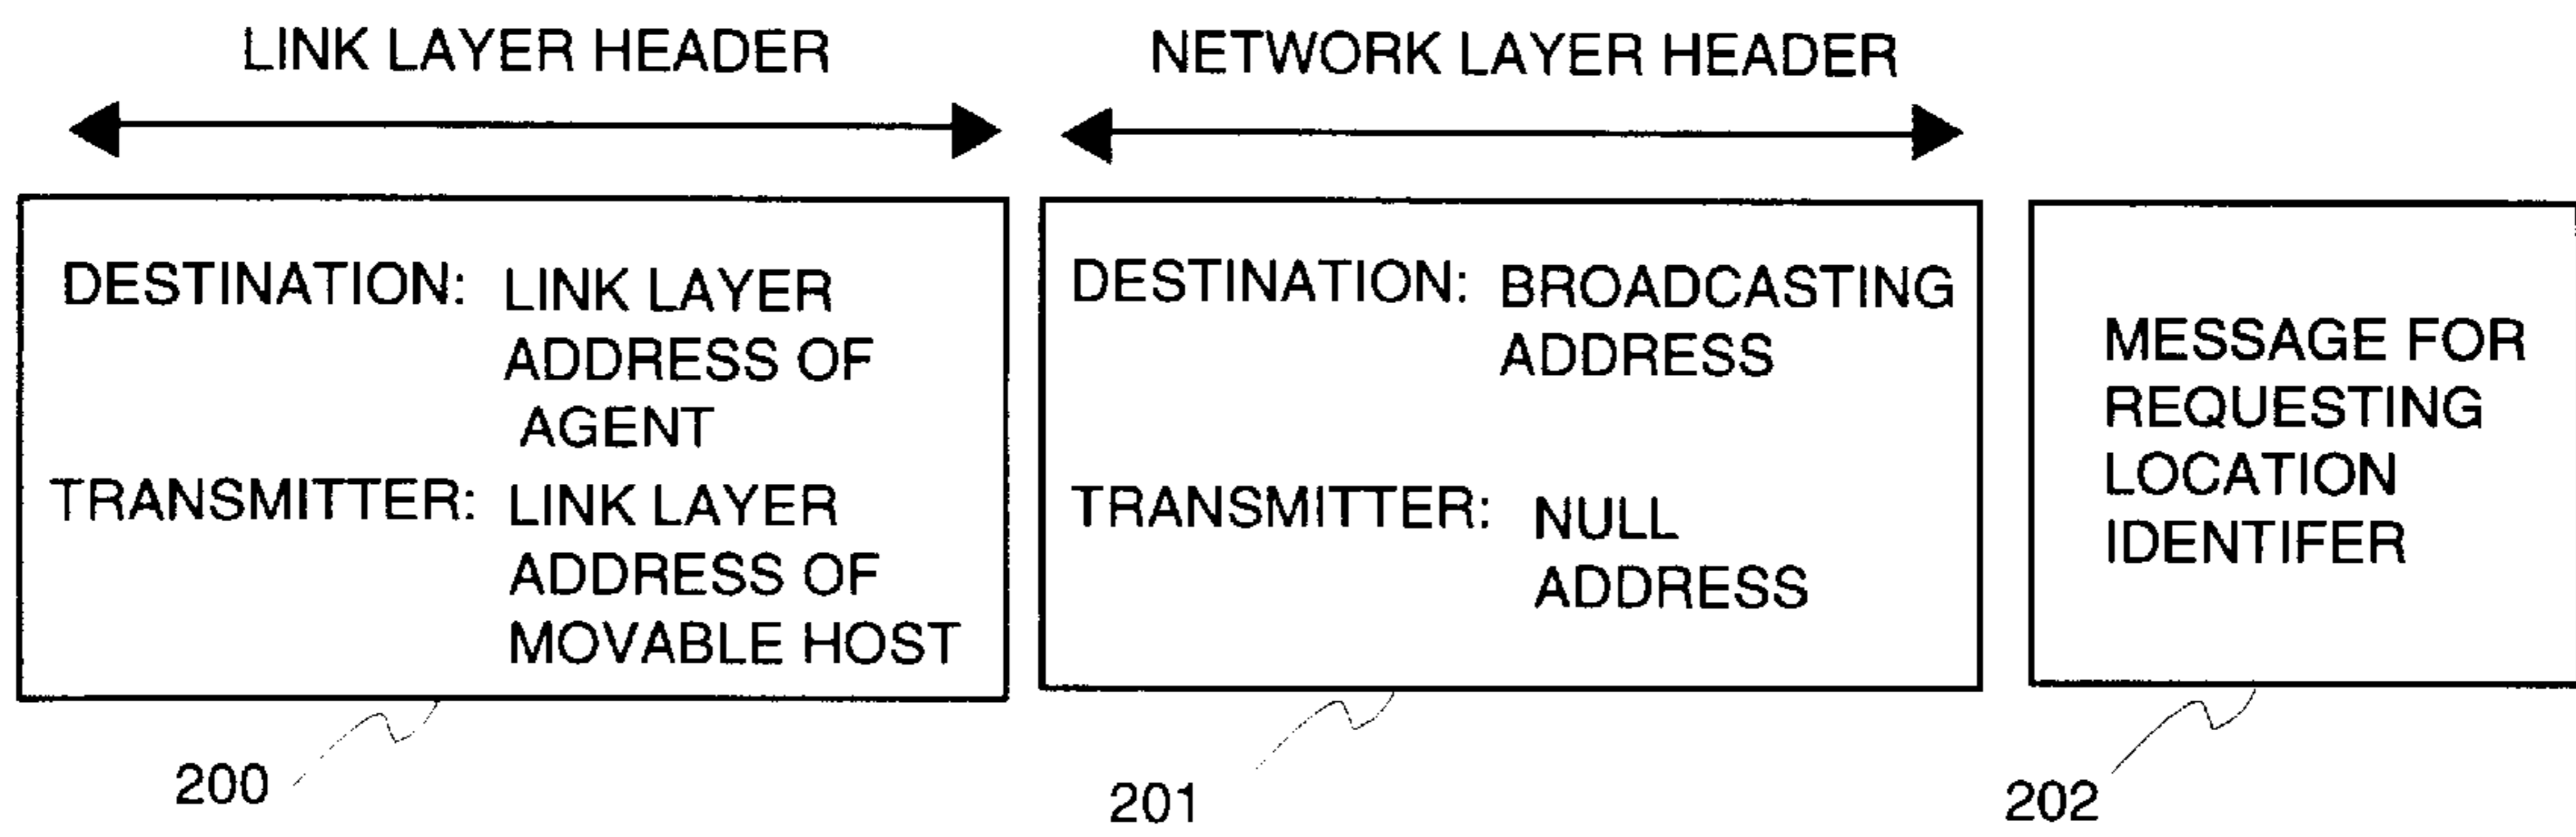 LINK LAYER HEADER
NETWORK LAYER HEADER
DESTINATION: LINK LAYER
ADDRESS OF
AGENT
TRANSMITTER: LINK LAYER
ADDRESS OF
MOVABLE HOST
DESTINATION: BROADCASTING
ADDRESS
TRANSMITTER: NULL
ADDRESS
MESSAGE FOR
REQUESTING
LOCATION
IDENTIFER
200
201
202